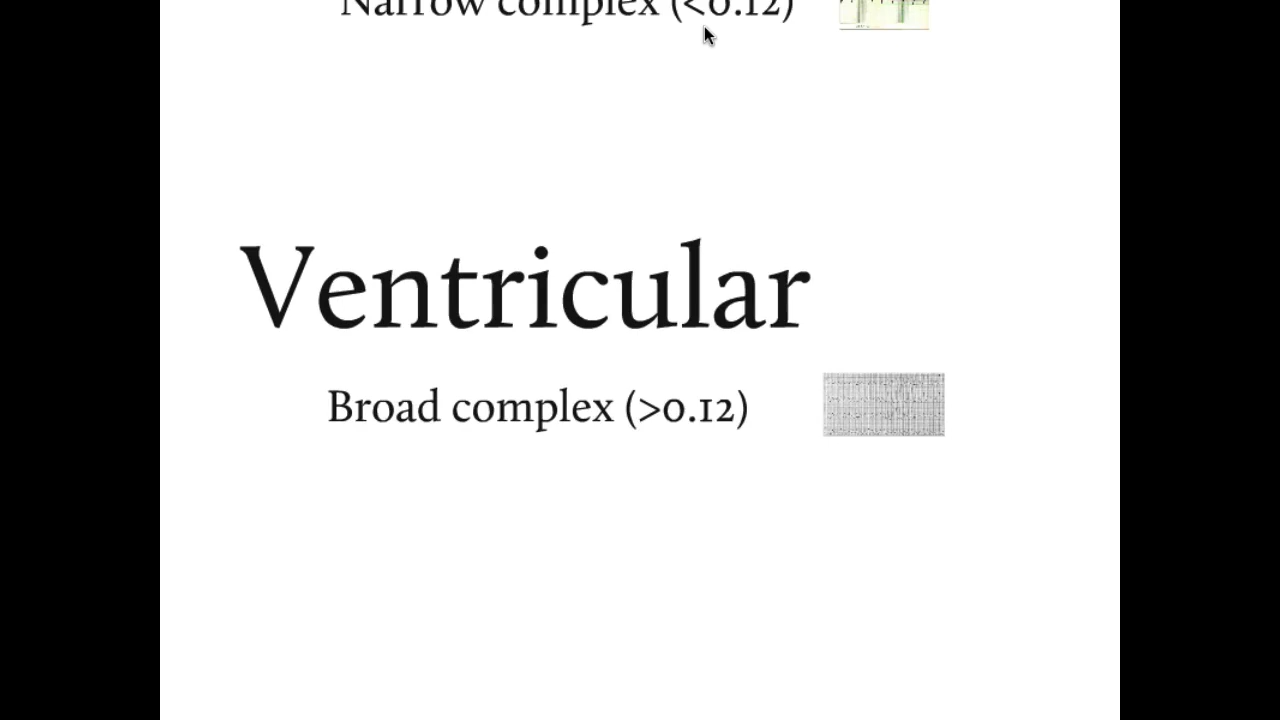 Narrow complex (<0.12)
Ventricular
Broad complex (>0.12)